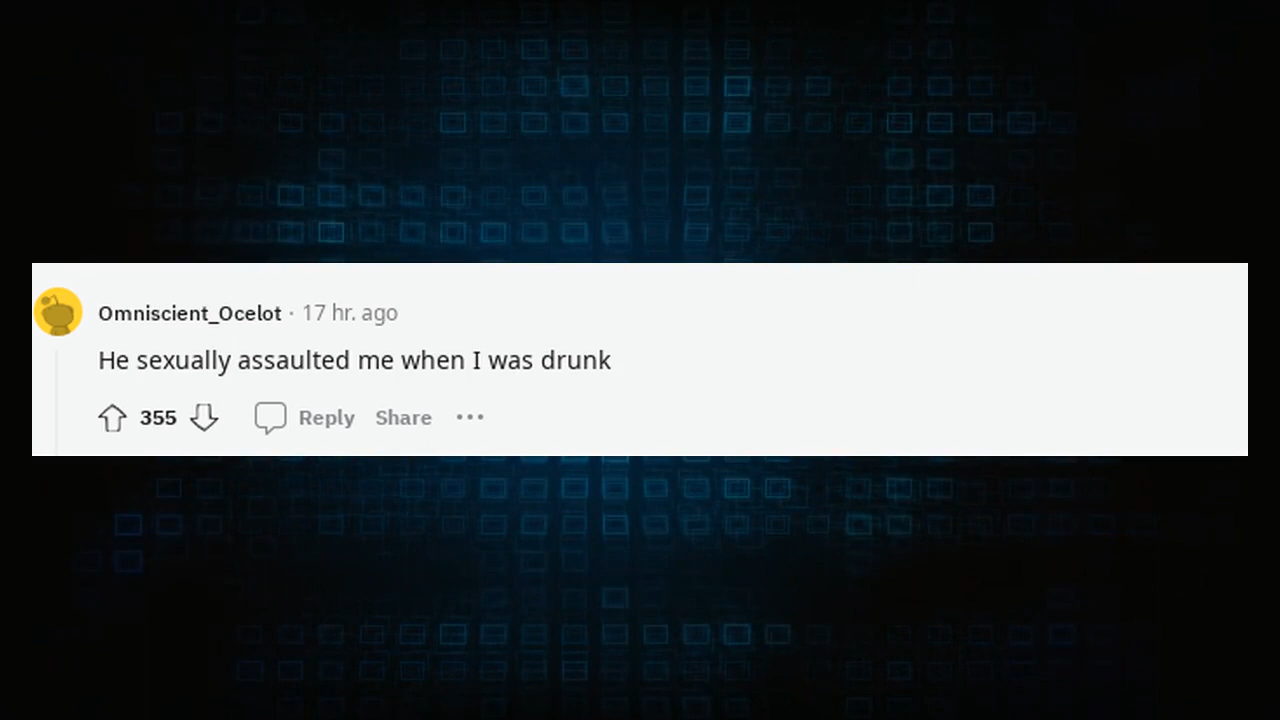 Omniscient_Ocelot · 17 hr. ago
He sexually assaulted me when I was drunk
355 Reply Share ···